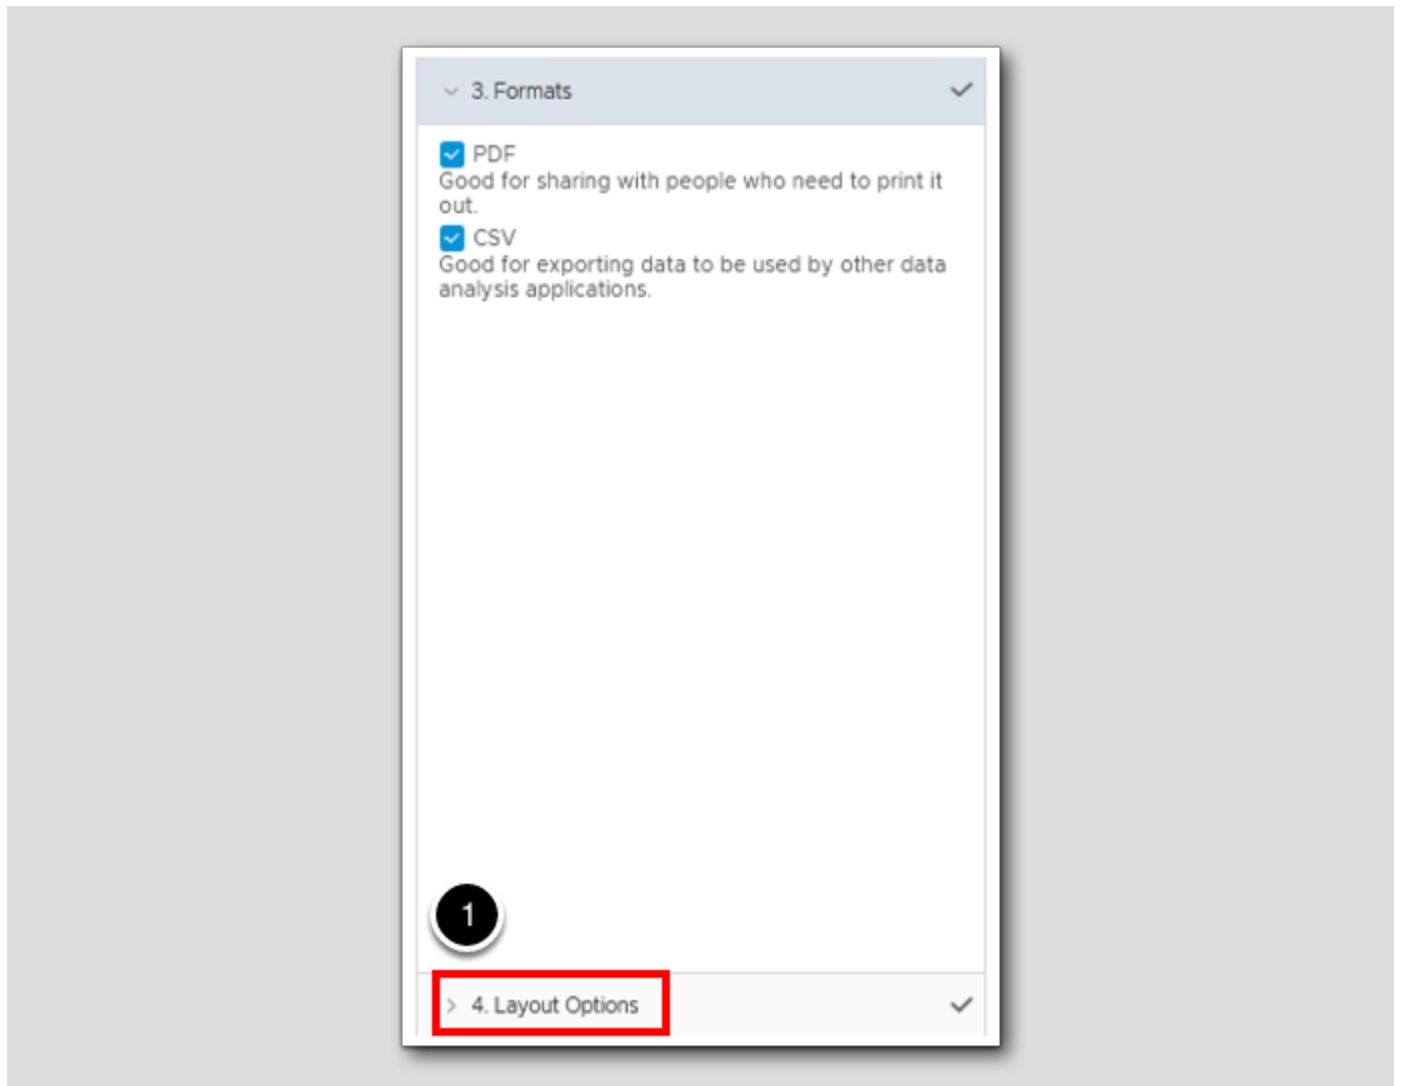 3. Formats
PDF
Good for sharing with people who need to print it
out.
CSV
Good for exporting data to be used by other data
analysis applications.
1
4. Layout Options